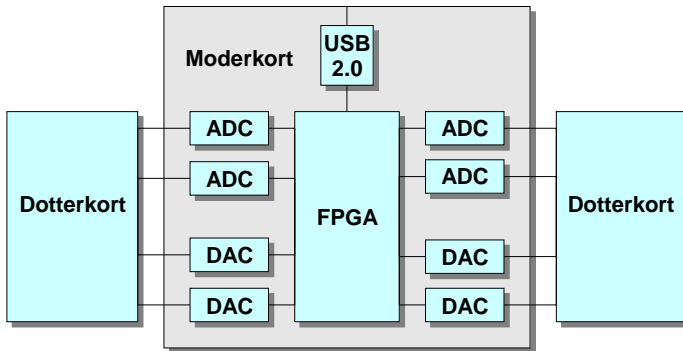 USB
2.0
Moderkort
ADC
ADC
ADC
ADC
Dotterkort
FPGA
Dotterkort
DAC
DAC
DAC
DAC